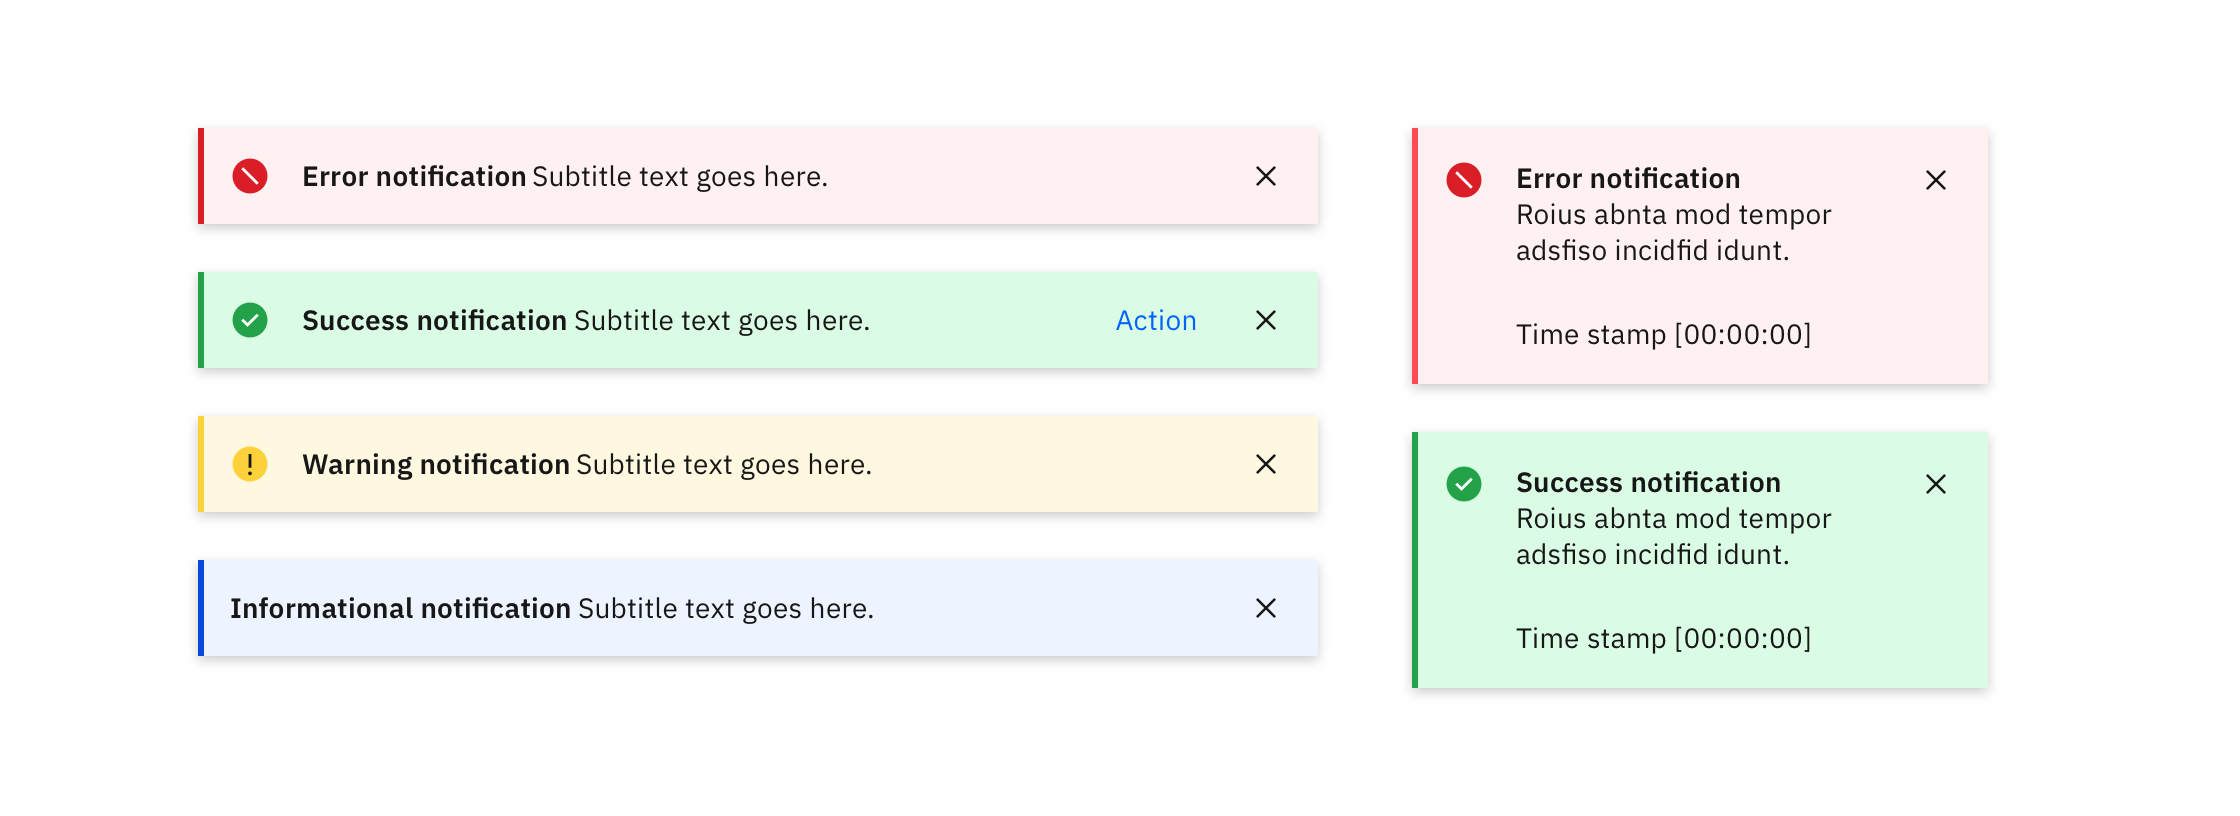 Error notification Subtitle text goes here.
Success notification Subtitle text goes here. Action
Warning notification Subtitle text goes here.
Informational notification Subtitle text goes here.
Error notification
Roius abnta mod tempor
adsfiso incidfid idunt.
Time stamp [00:00:00]
Success notification
Roius abnta mod tempor
adsfiso incidfid idunt.
Time stamp [00:00:00]